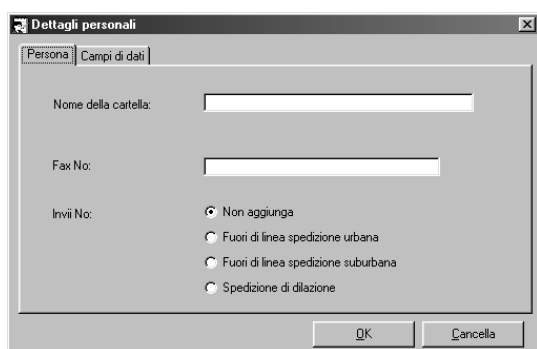 Dettagli personali
Persona Campi di dati
Nome della cartella:
Fax No:
Invii No:
Non aggiunga
Fuori di linea spedizione urbana
Fuori di linea spedizione suburbana
Spedizione di dilazione
OK Cancella